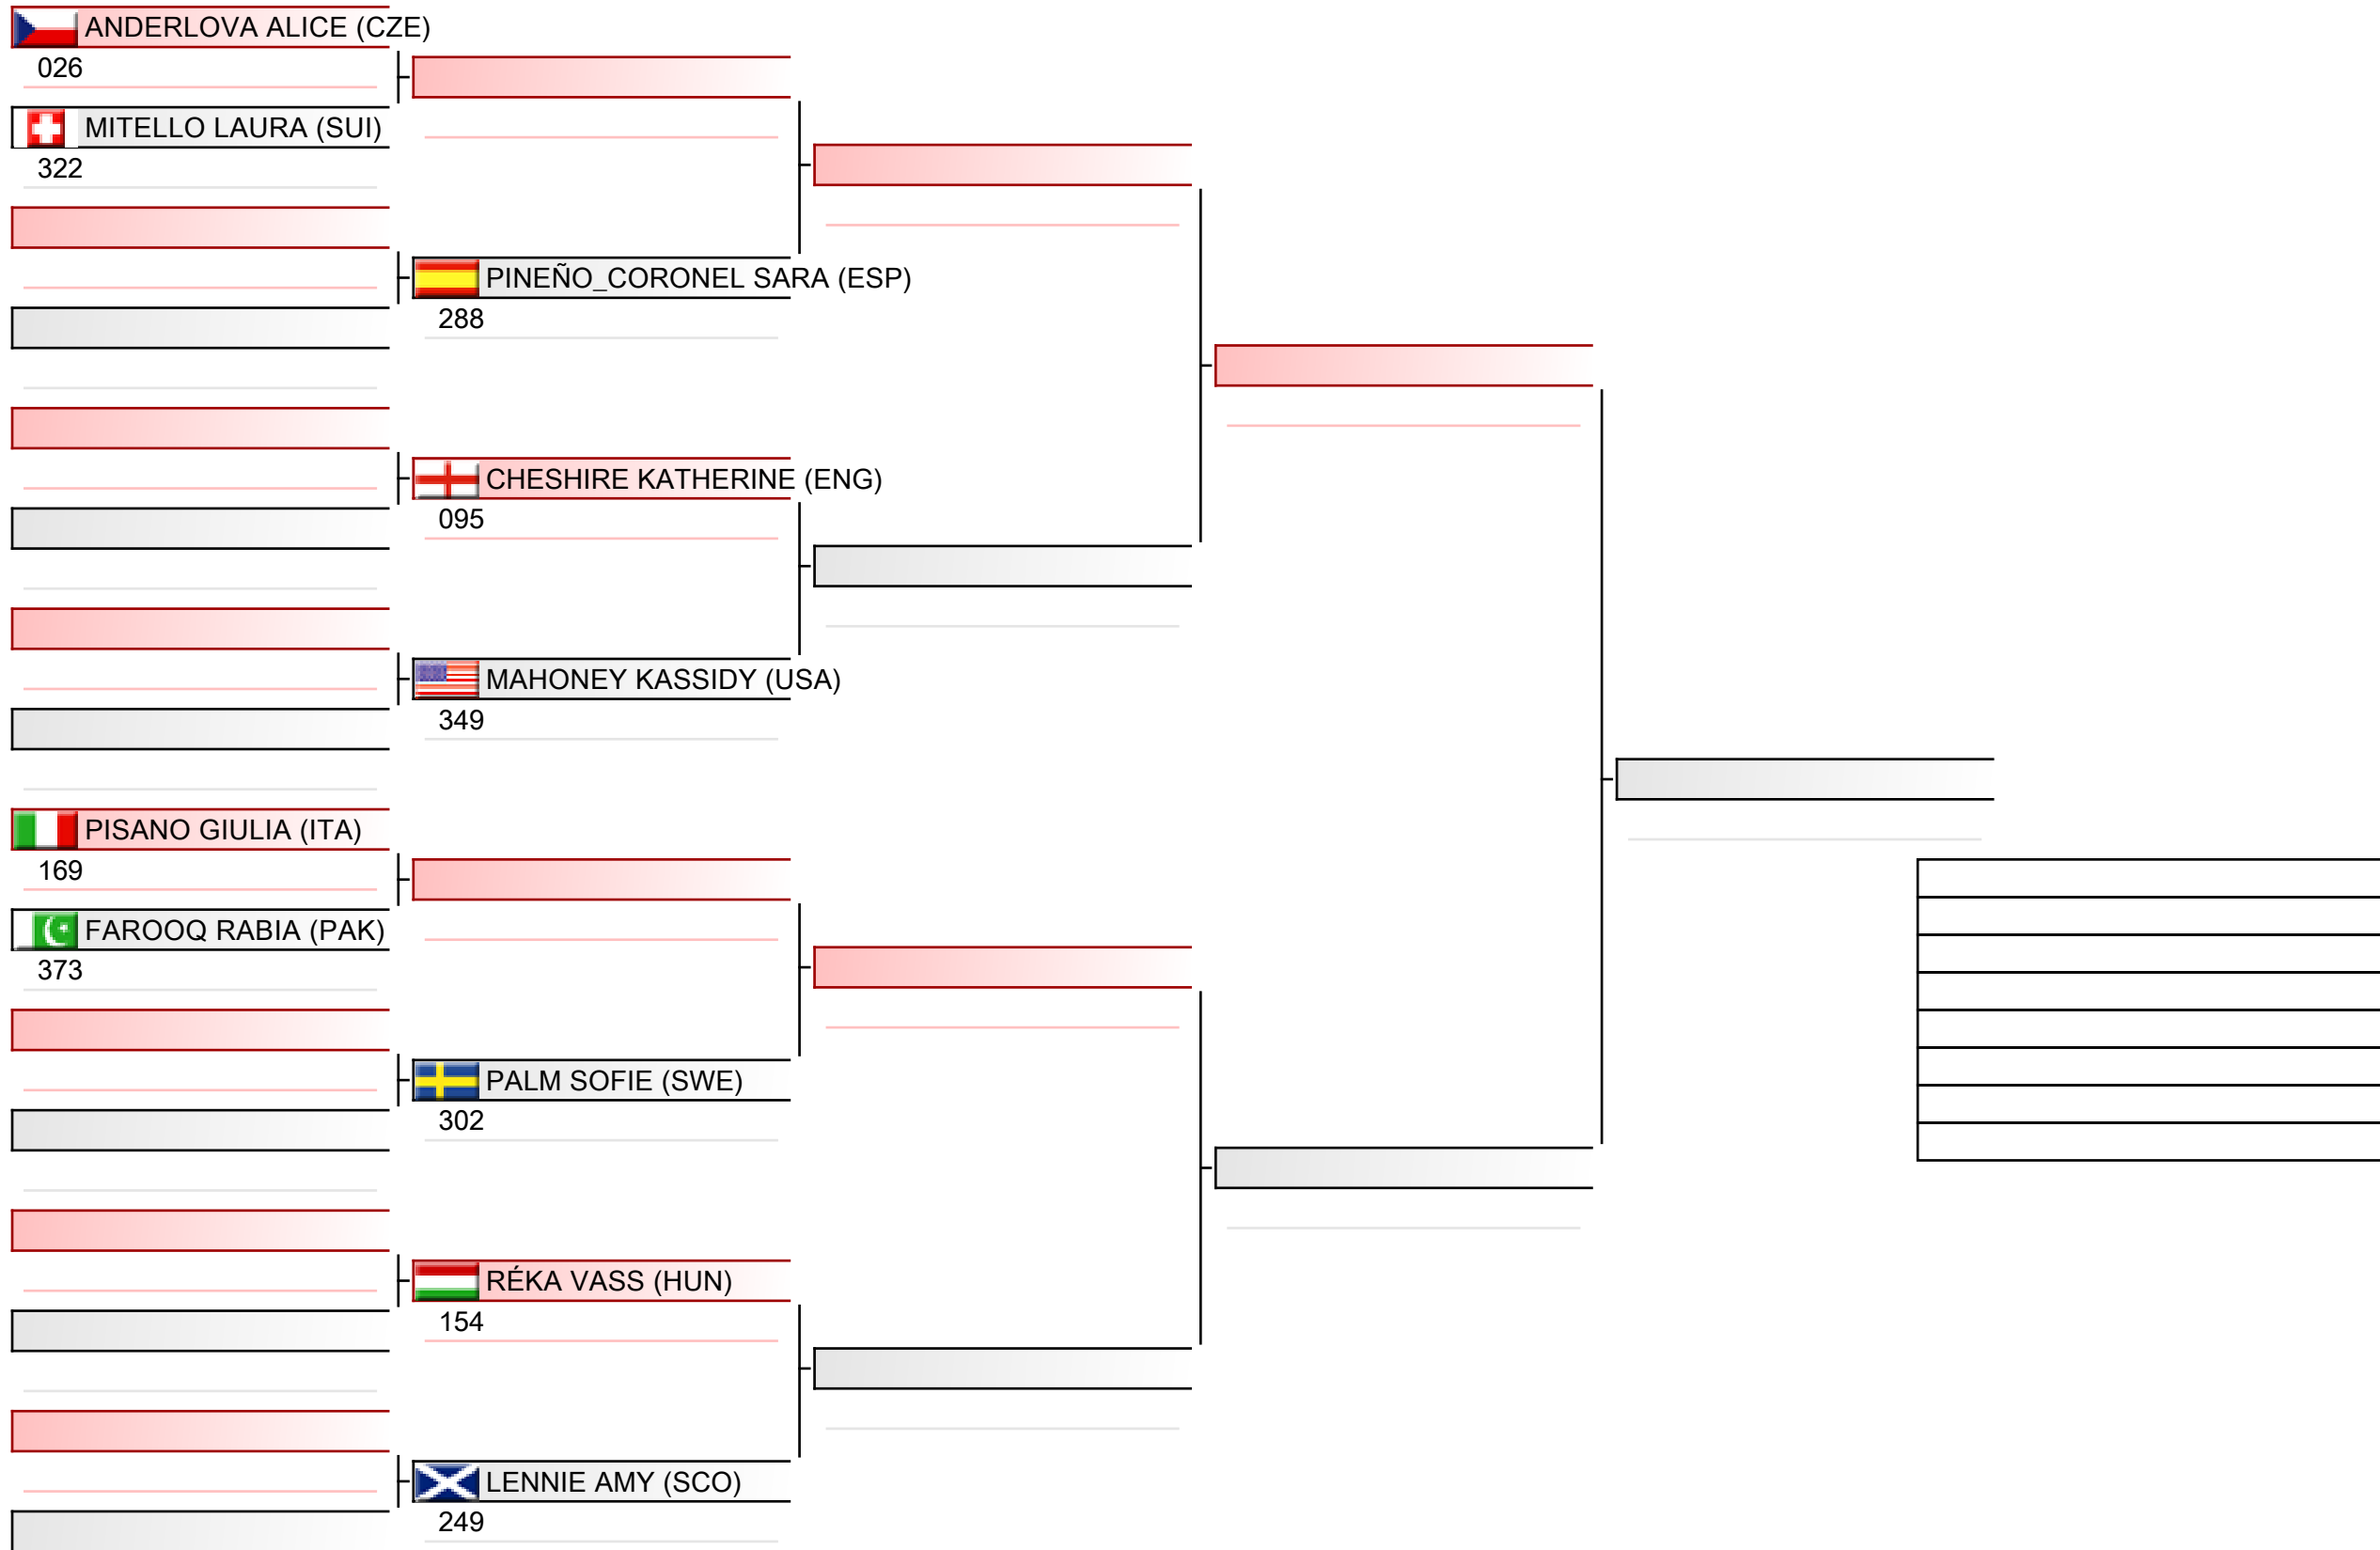 ANDERLOVA ALICE (CZE)
026
MITELLO LAURA (SUI)
322
PINEÑO_CORONEL SARA (ESP)
288
CHESHIRE KATHERINE (ENG)
095
MAHONEY KASSIDY (USA)
349
PISANO GIULIA (ITA)
169
FAROOQ RABIA (PAK)
373
PALM SOFIE (SWE)
302
RÉKA VASS (HUN)
154
LENNIE AMY (SCO)
249